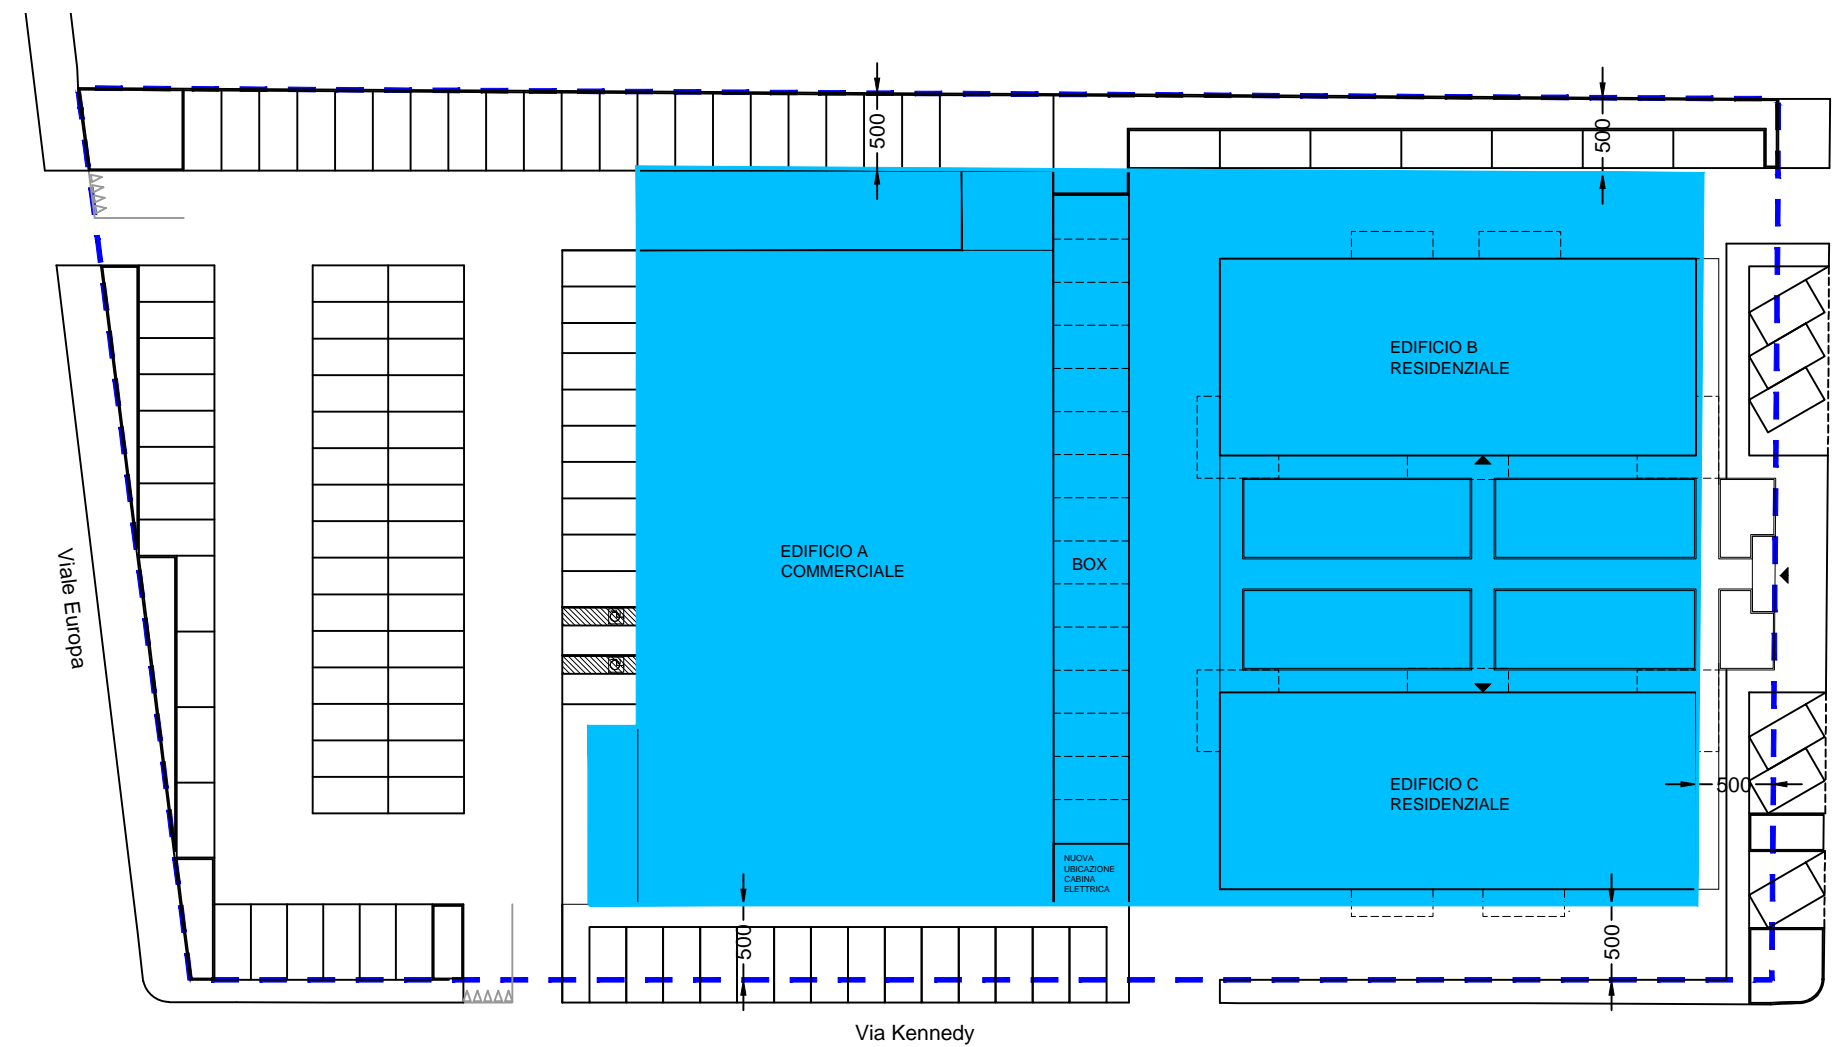 500
500
EDIFICIO B
RESIDENZIALE
EDIFICIO A
COMMERCIALE
BOX
Viale Europa
EDIFICIO C
RESIDENZIALE
500
NUOVA
UBICAZIONE
CABINA
ELETTRICA
500
500
Via Kennedy